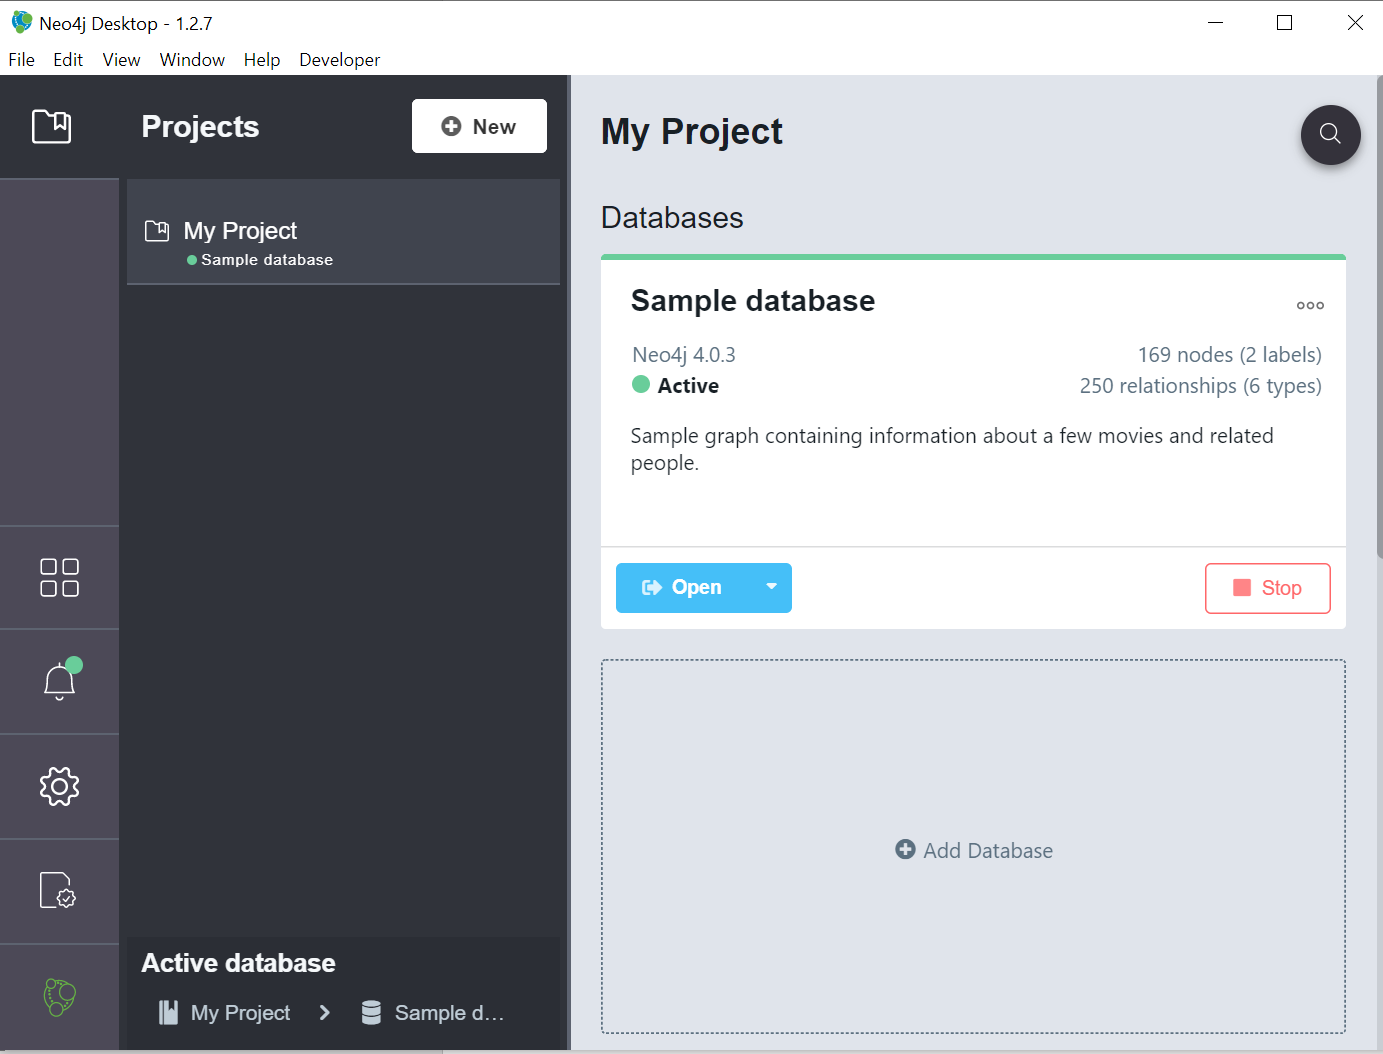 Neo4j Desktop - 1.2.7
File Edit View Window Help Developer
Projects
New
My Project
Sample database
Active database
My Project
Sample d...
My Project
Databases
Sample database
Neo4j 4.0.3
169 nodes (2 labels)
Active
250 relationships (6 types)
Sample graph containing information about a few movies and related
people.
Open
Stop
Add Database